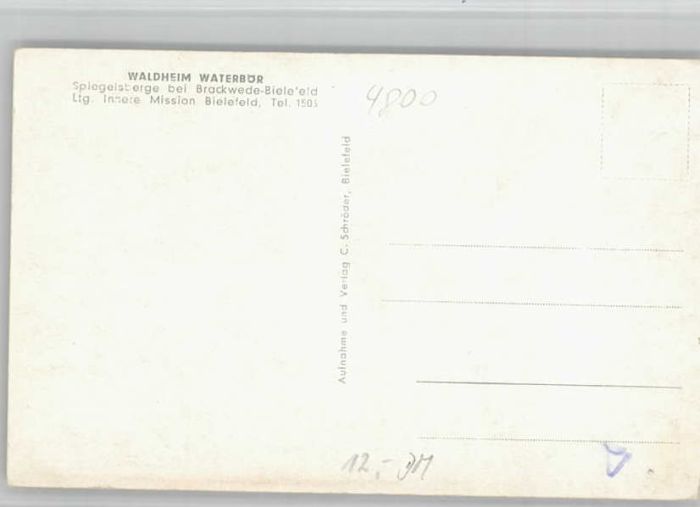 WALDHEIM WATERBÖR
Spiegelsberge bei Brackwede-Bielefeld
Ltg. Innere Mission Bielefeld, Tel. 1505
4800
Aufnahme und Verlag C. Schröder, Bielefeld
12,- DM